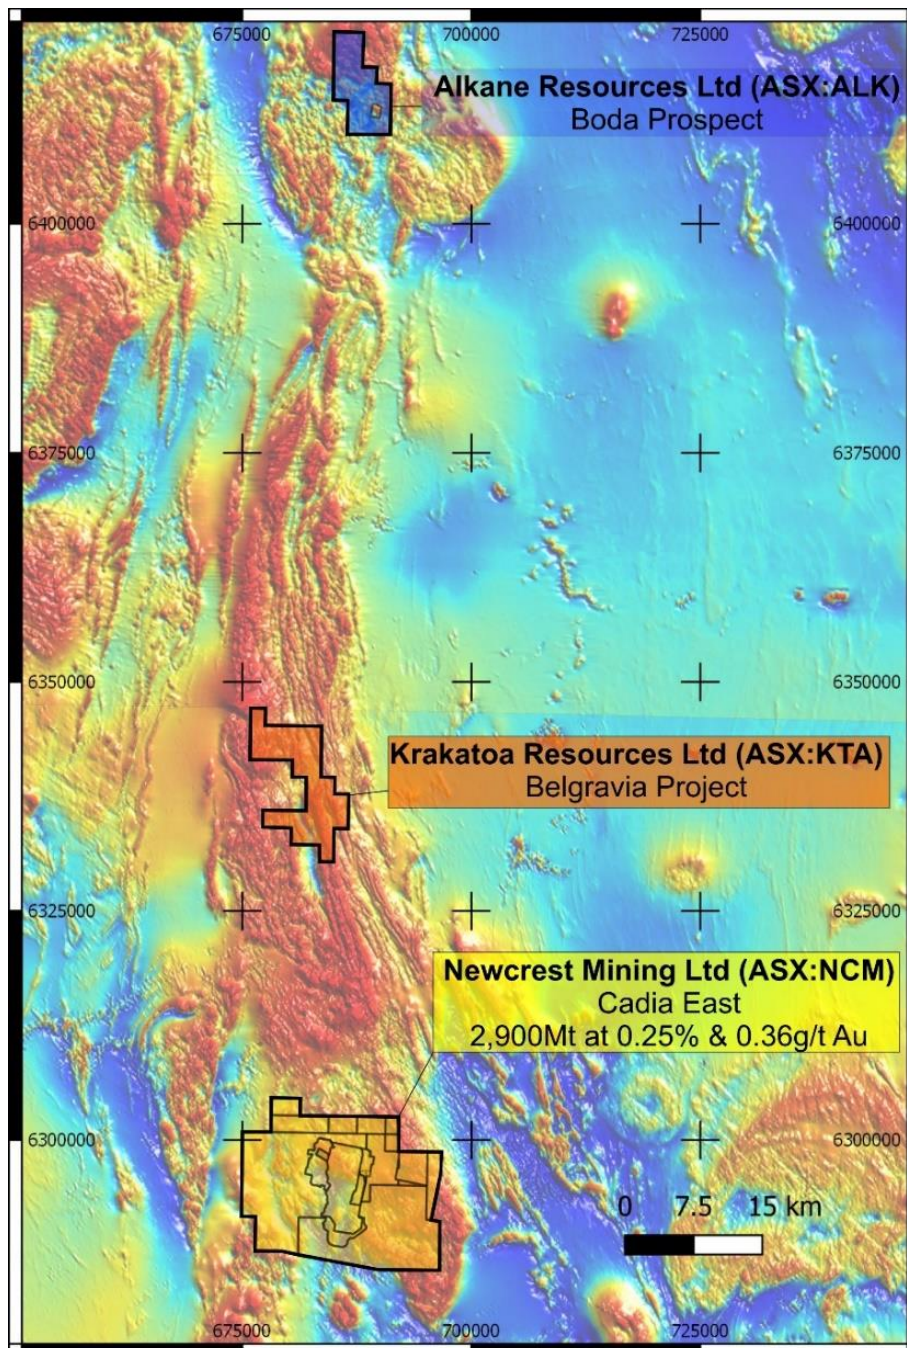 675000 700000 725000
Alkane Resources Ltd (ASX:ALK)
Boda Prospect
6400000 6400000
6375000 6375000
6350000 6350000
Krakatoa Resources Ltd (ASX:KTA)
Belgravia Project
6325000 6325000
Newcrest Mining Ltd (ASX:NCM)
Cadia East
2,900Mt at 0.25% & 0.36g/t Au
6300000 6300000
0 7.5 15 km
675000 700000 725000